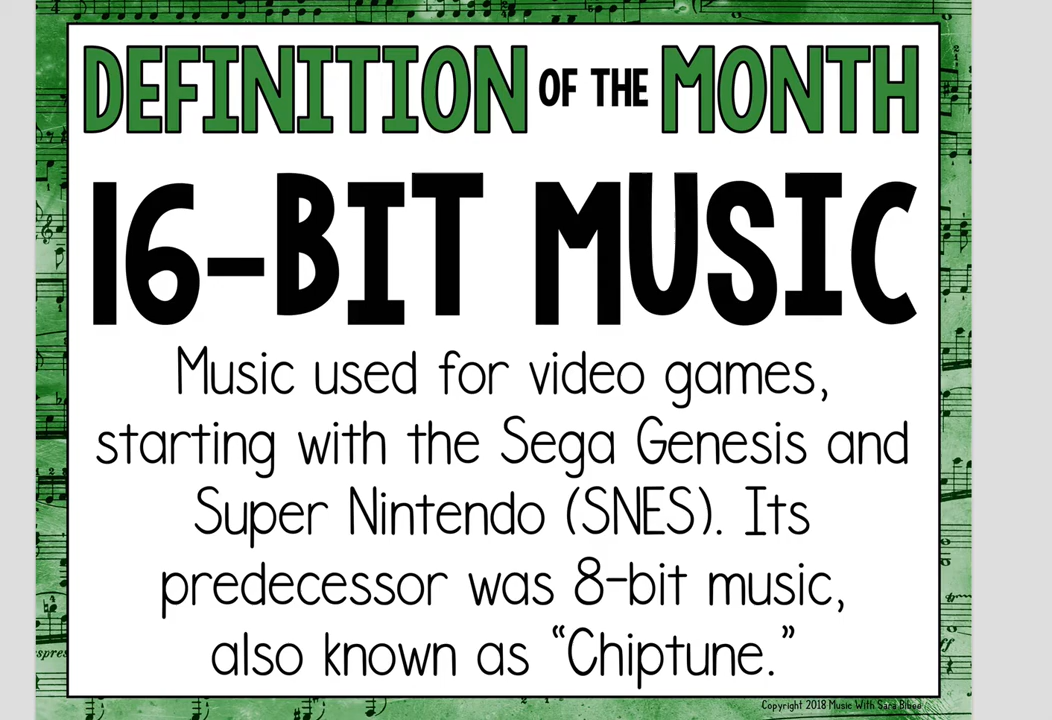 DEFINITION OF THE MONTH
16-BIT MUSIC
Music used for video games,
starting with the Sega Genesis and
Super Nintendo (SNES). Its
predecessor was 8-bit music,
also known as “Chiptune.”
Copyright 2018 Music With Sara Bibee